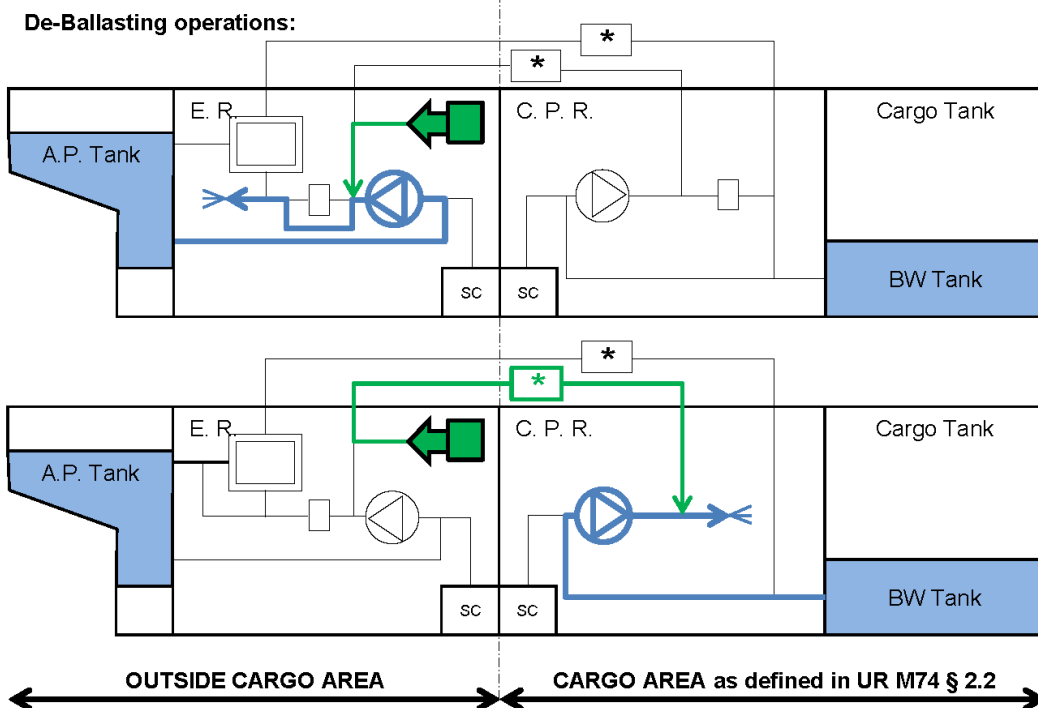 De-Ballasting operations:
*
*
E. R.
C. P. R.
Cargo Tank
A.P. Tank
BW Tank
sc
sc
*
*
E. R.
C. P. R.
Cargo Tank
A.P. Tank
BW Tank
sc
sc
OUTSIDE CARGO AREA
CARGO AREA as defined in UR M74 § 2.2